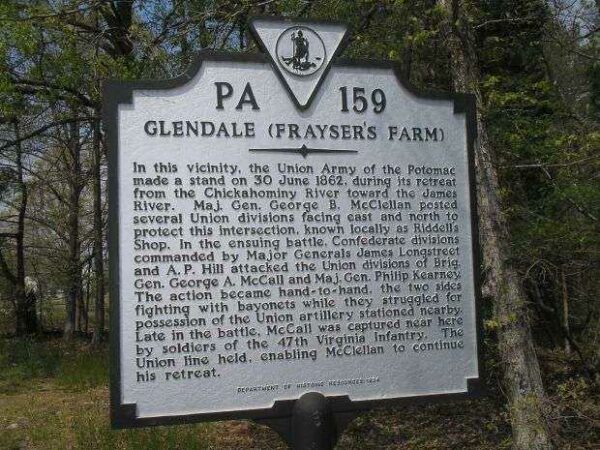 PA 159
GLENDALE (FRAYSER'S FARM)
In this vicinity, the Union Army of the Potomac
made a stand on 30 June 1862, during its retreat
from the Chickahominy River toward the James
River. Maj. Gen. George B. McClellan posted
several Union divisions facing east and north to
protect this intersection, known locally as Riddell's
Shop. In the ensuing battle, Confederate divisions
commanded by Major Generals James Longstreet
and A. P. Hill attacked the Union divisions of Brig.
Gen. George A. McCall and Maj. Gen. Philip Kearney.
The action became hand-to-hand, the two sides
fighting with bayonets while they struggled for
possession of the Union artillery stationed nearby.
Late in the battle, McCall was captured near here
by soldiers of the 47th Virginia Infantry. The
Union line held, enabling McClellan to continue
his retreat.
DEPARTMENT OF HISTORIC RESOURCES